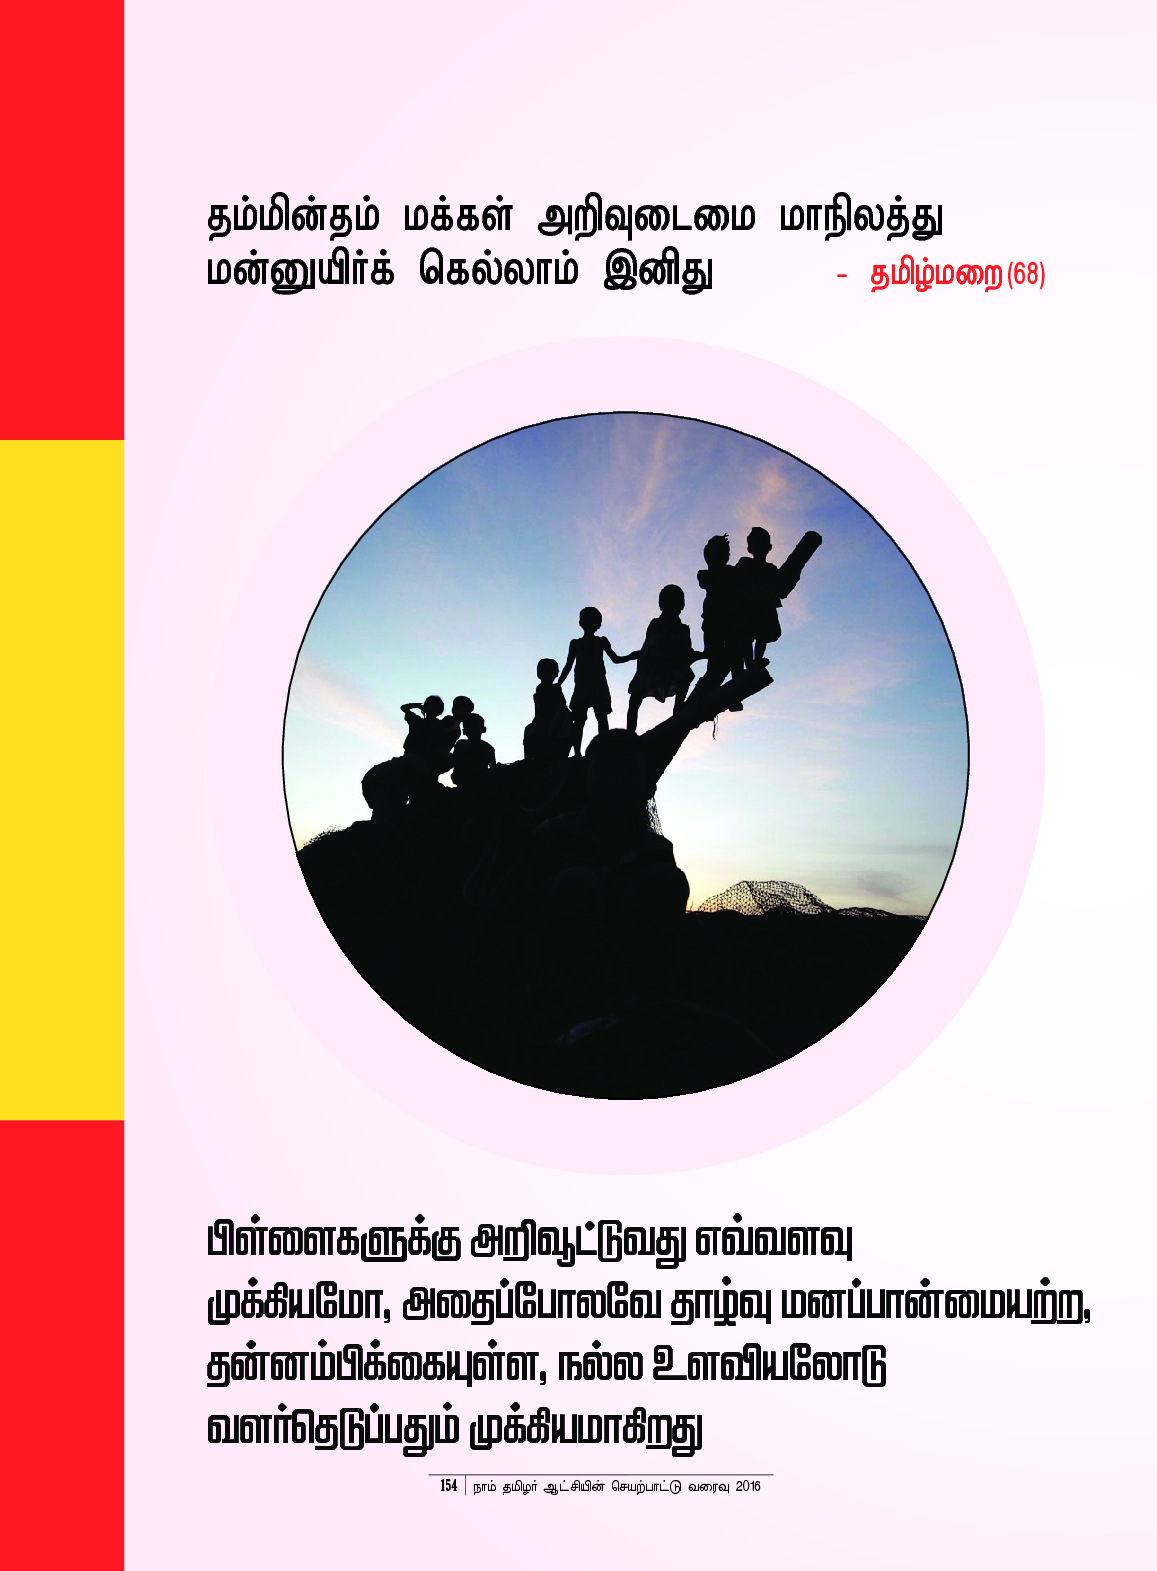 தம்மின்தம் மக்கள் அறிவுடைமை மாநிலத்து
மன்னுயிர்க் கெல்லாம் இனிது - தமிழ்மறை (68)
பிள்ளைகளுக்கு அறிவூட்டுவது எவ்வளவு
முக்கியமோ, அதைப்போலவே தாழ்வு மனப்பான்மையற்ற,
தன்னம்பிக்கையுள்ள, நல்ல உளவியலோடு
வளர்தெடுப்பதும் முக்கியமாகிறது
154 நாம் தமிழர் ஆட்சியின் செயற்பாட்டு வரைவு 2016